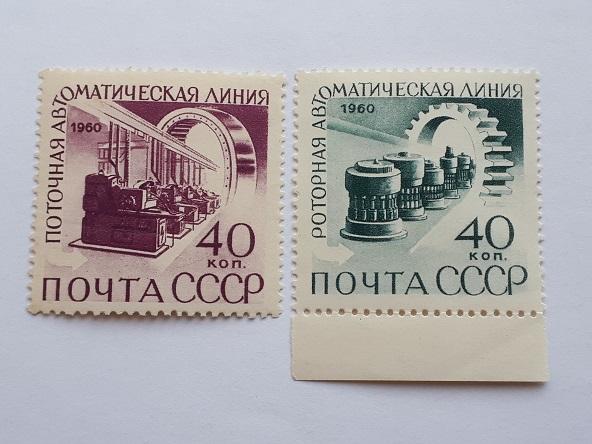 ПОТОЧНАЯ АВТОМАТИЧЕСКАЯ ЛИНИЯ
1960
40
КОП.
ПОЧТА СССР
РОТОРНАЯ АВТОМАТИЧЕСКАЯ ЛИНИЯ
1960
40
КОП.
ПОЧТА СССР